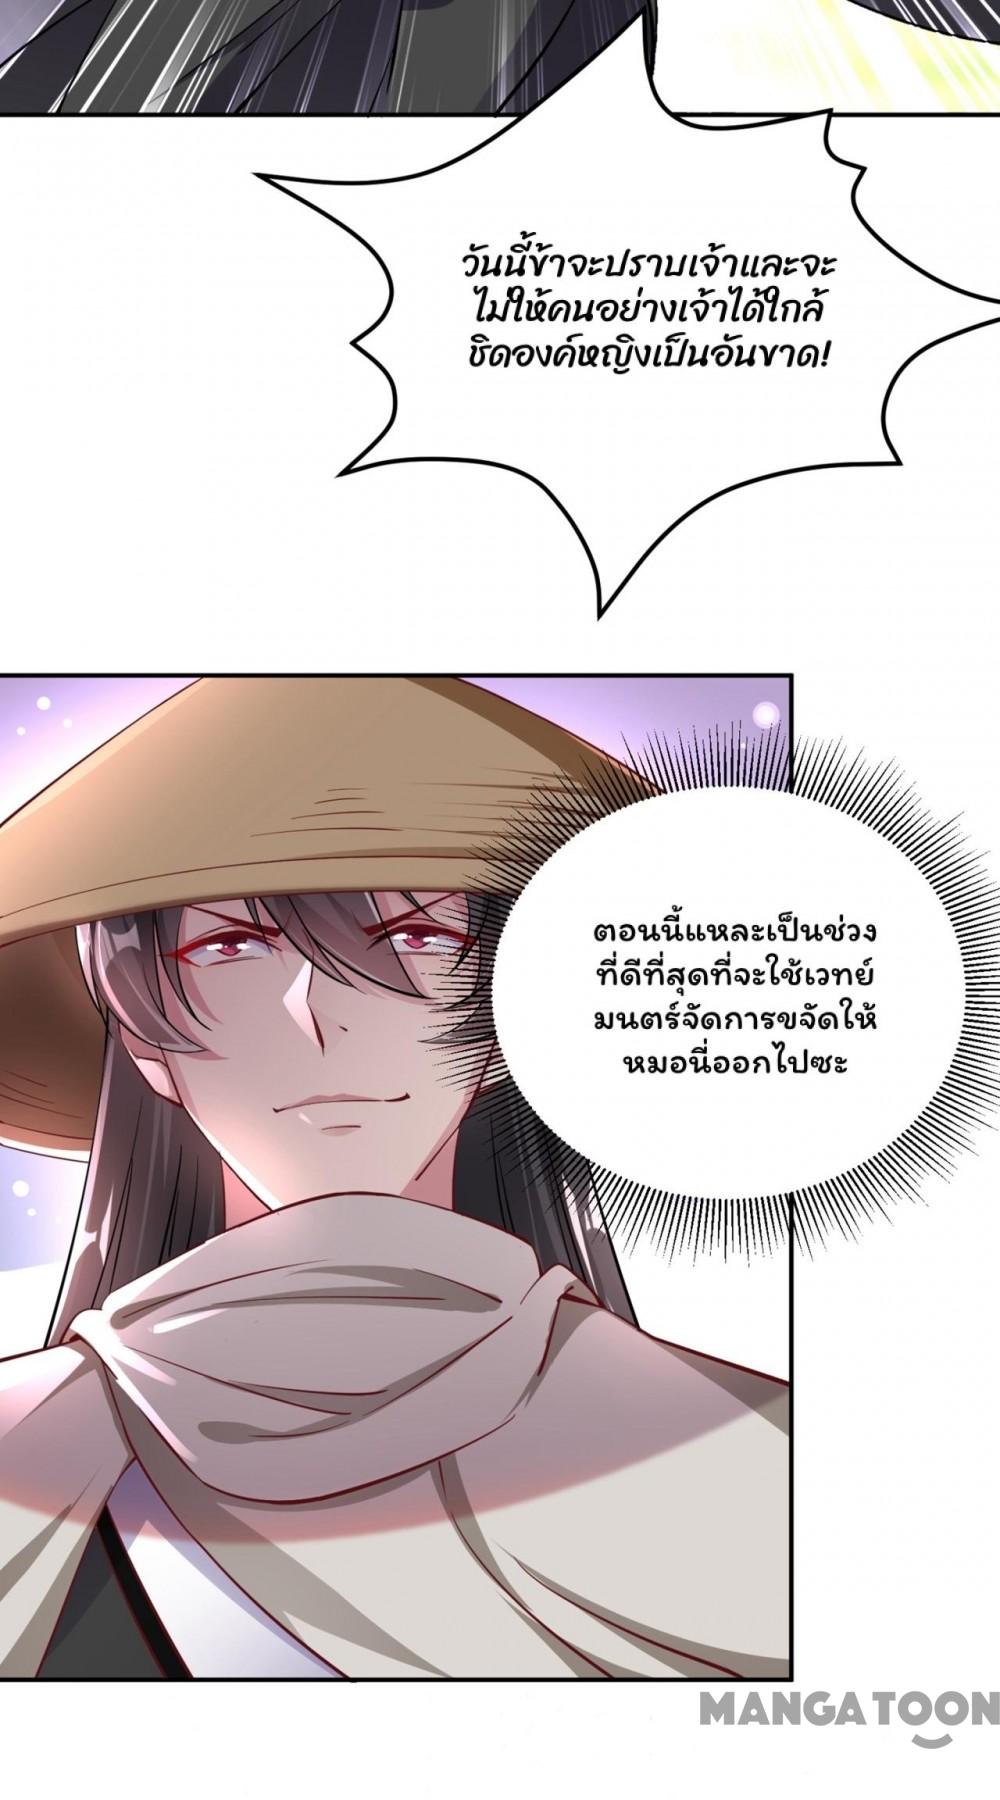 วันนี้ข้าจะปราบเจ้าและจะ
ไม่ให้คนอย่างเจ้าได้ใกล้
ชิดองค์หญิงเป็นอันขาด!
ตอนนี้แหละเป็นช่วง
ที่ดีที่สุดที่จะใช้เวทย์
มนตร์จัดการขจัดให้
หมอนี่ออกไปซะ
MANGATOON